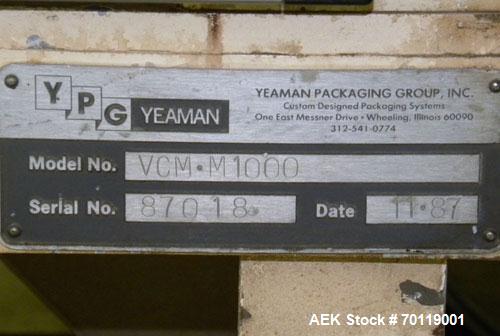 YPG YEAMAN
YEAMAN PACKAGING GROUP, INC.
Custom Designed Packaging Systems
One East Messner Drive • Wheeling, Illinois 60090
312-541-0774
Model No. VCM·M1000
Serial No. 87018 Date 11·87
AEK Stock # 70119001